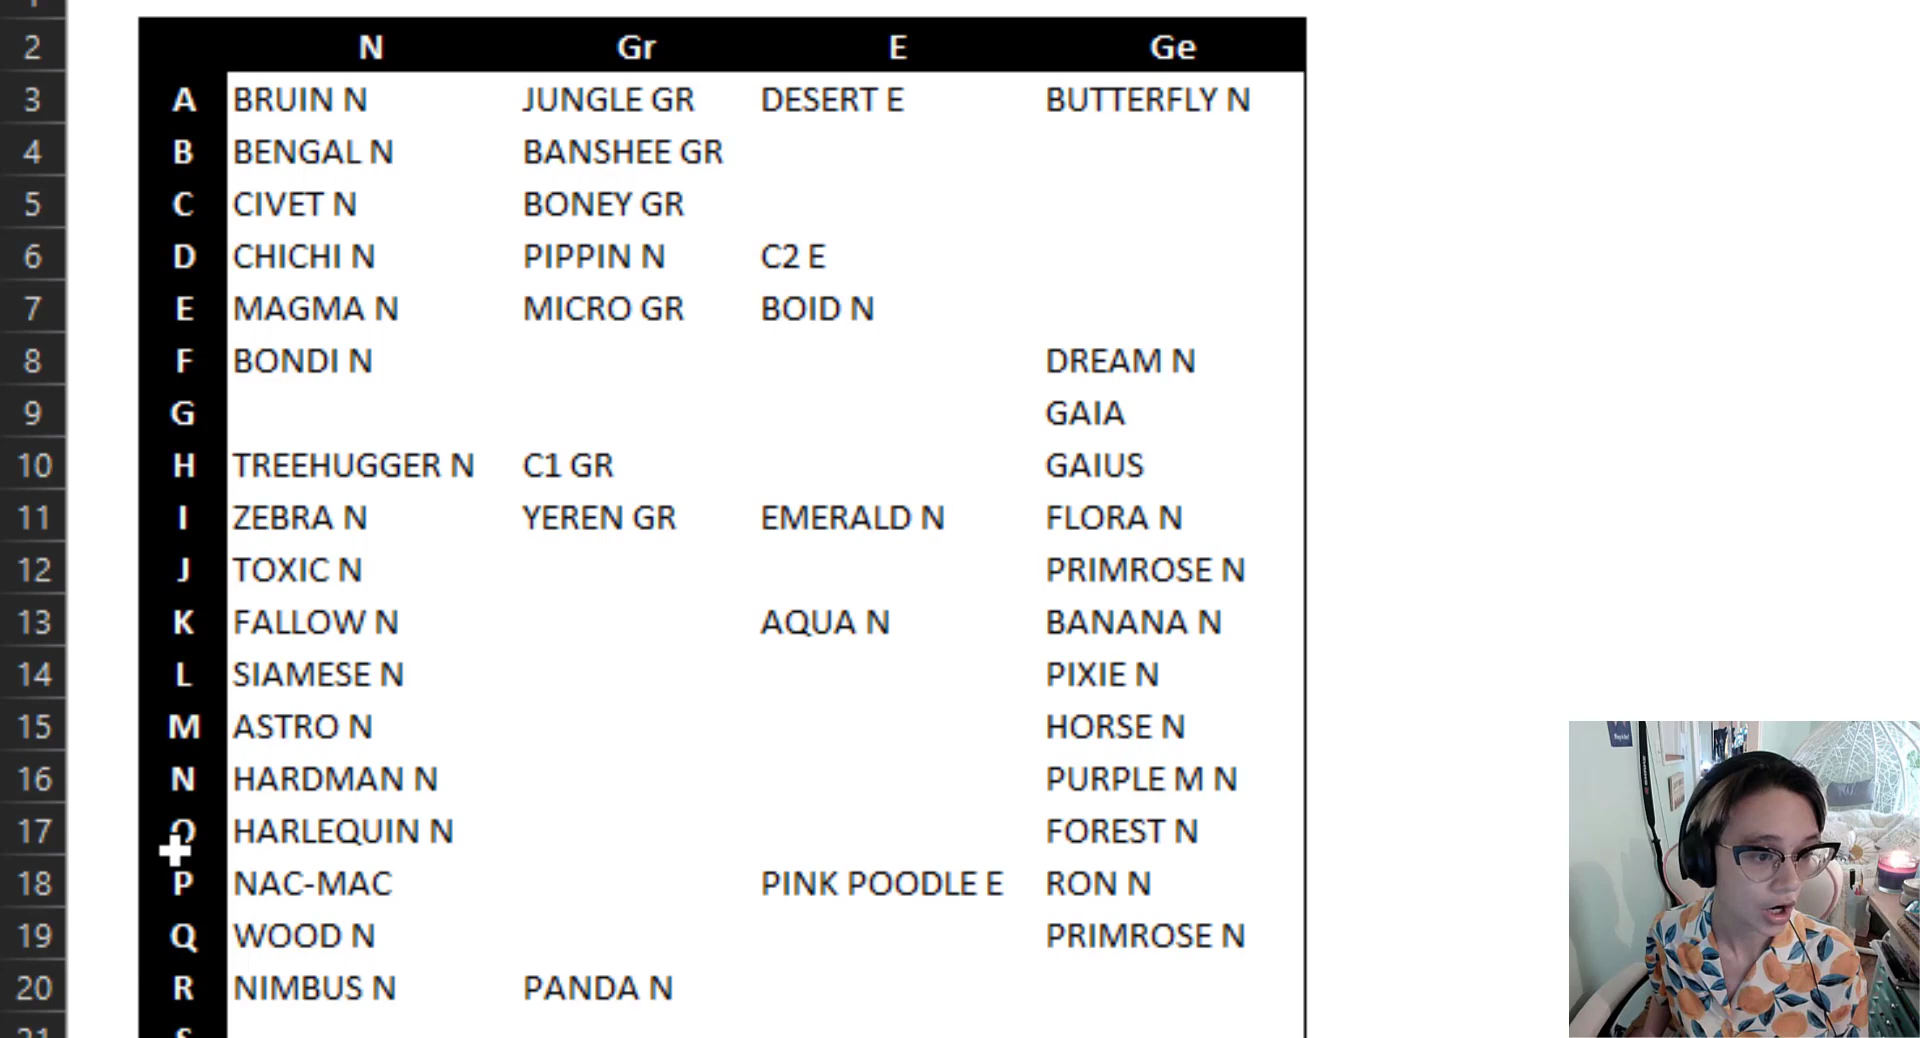 2 N Gr E Ge
3 A BRUIN N JUNGLE GR DESERT E BUTTERFLY N
4 B BENGAL N BANSHEE GR
5 C CIVET N BONEY GR
6 D CHICHI N PIPPIN N C2 E
7 E MAGMA N MICRO GR BOID N
8 F BONDI N DREAM N
9 G GAIA
10 H TREEHUGGER N C1 GR GAIUS
11 I ZEBRA N YEREN GR EMERALD N FLORA N
12 J TOXIC N PRIMROSE N
13 K FALLOW N AQUA N BANANA N
14 L SIAMESE N PIXIE N
15 M ASTRO N HORSE N
16 N HARDMAN N PURPLE M N
17 O HARLEQUIN N FOREST N
18 P NAC-MAC PINK POODLE E RON N
19 Q WOOD N PRIMROSE N
20 R NIMBUS N PANDA N